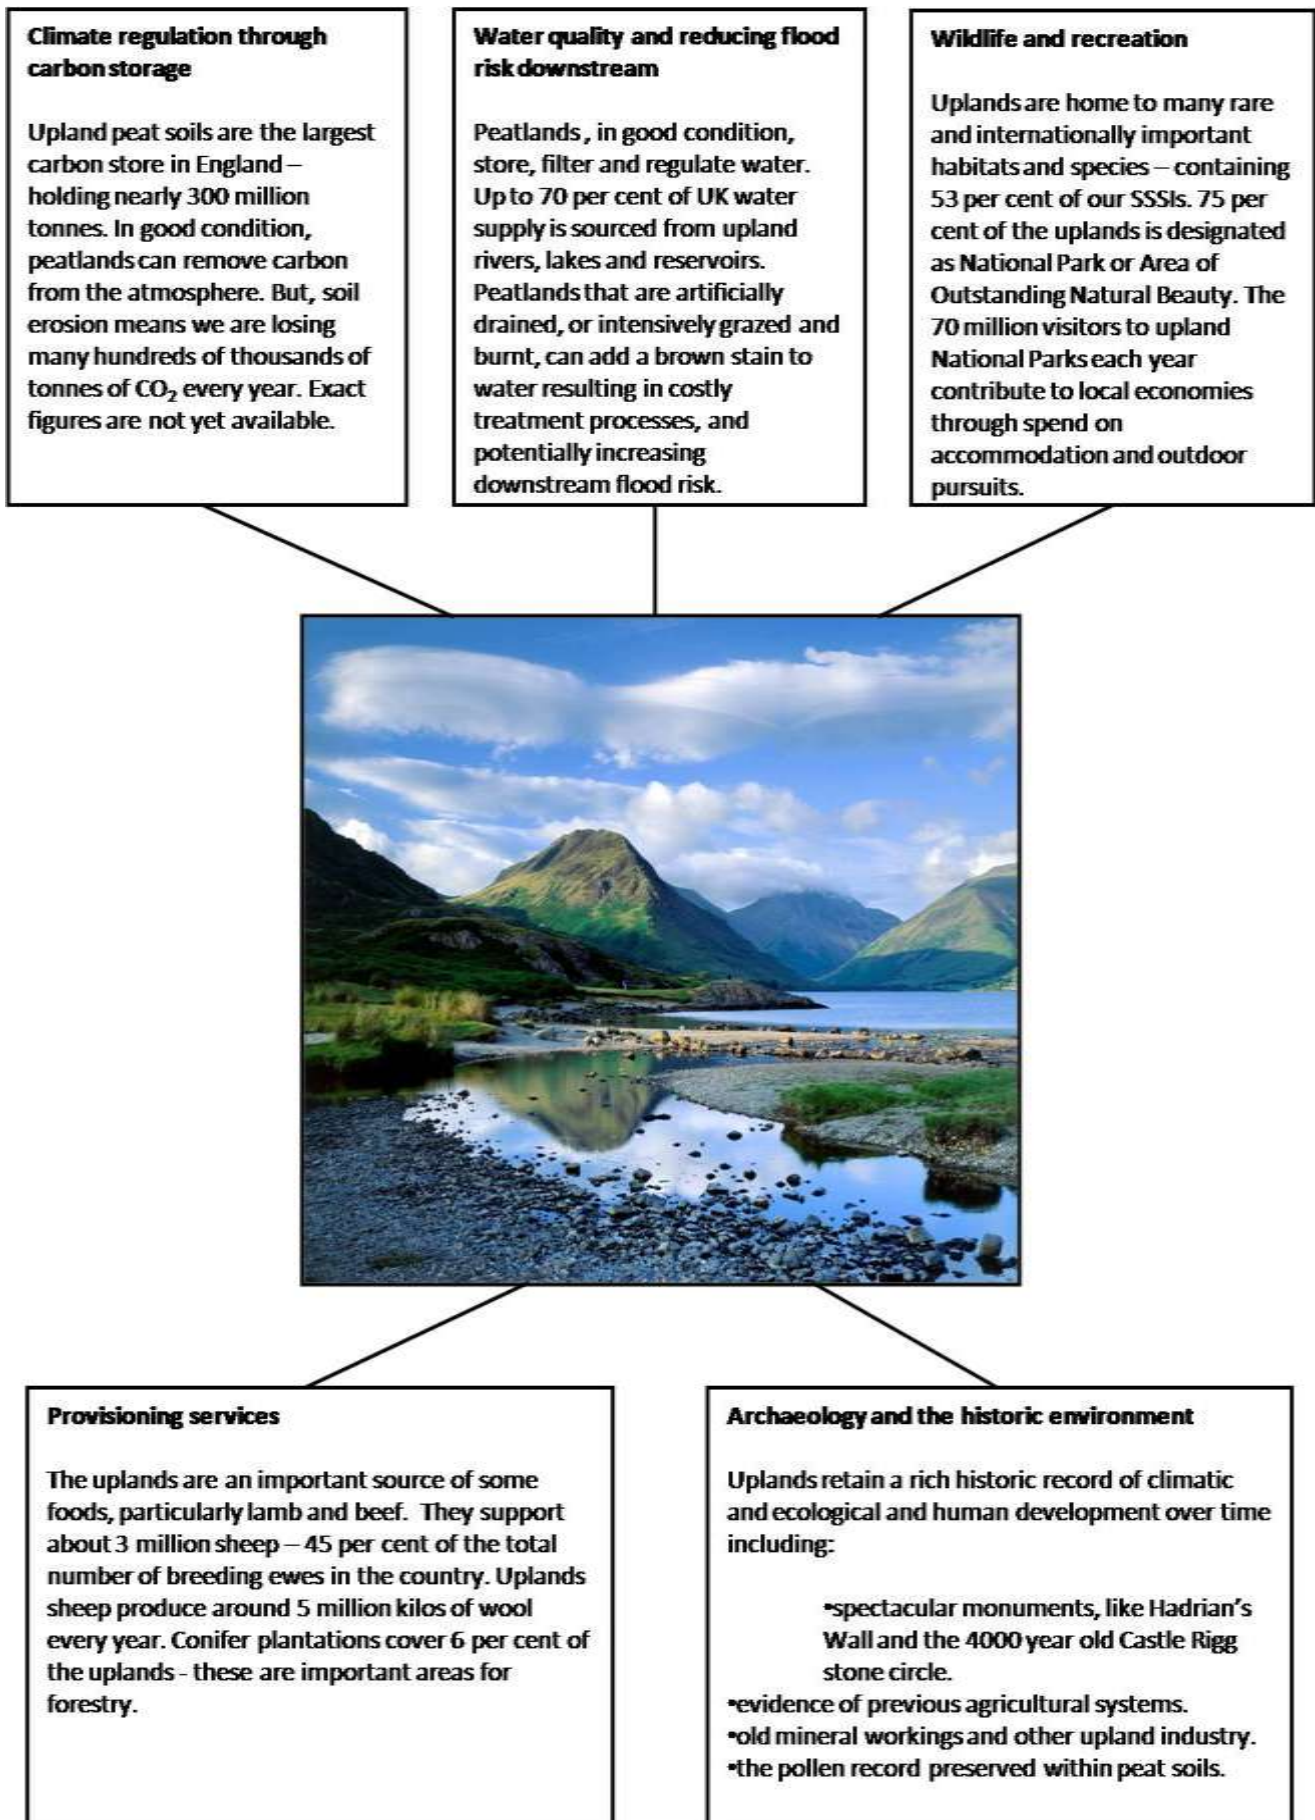 Climate regulation through
carbon storage
Upland peat soils are the largest
carbon store in England –
holding nearly 300 million
tonnes. In good condition,
peatlands can remove carbon
from the atmosphere. But, soil
erosion means we are losing
many hundreds of thousands of
tonnes of CO₂ every year. Exact
figures are not yet available.
Water quality and reducing flood
risk downstream
Peatlands , in good condition,
store, filter and regulate water.
Up to 70 per cent of UK water
supply is sourced from upland
rivers, lakes and reservoirs.
Peatlands that are artificially
drained, or intensively grazed and
burnt, can add a brown stain to
water resulting in costly
treatment processes, and
potentially increasing
downstream flood risk.
Wildlife and recreation
Uplands are home to many rare
and internationally important
habitats and species – containing
53 per cent of our SSSIs. 75 per
cent of the uplands is designated
as National Park or Area of
Outstanding Natural Beauty. The
70 million visitors to upland
National Parks each year
contribute to local economies
through spend on
accommodation and outdoor
pursuits.
Provisioning services
The uplands are an important source of some
foods, particularly lamb and beef.  They support
about 3 million sheep – 45 per cent of the total
number of breeding ewes in the country. Uplands
sheep produce around 5 million kilos of wool
every year. Conifer plantations cover 6 per cent of
the uplands - these are important areas for
forestry.
Archaeology and the historic environment
Uplands retain a rich historic record of climatic
and ecological and human development over time
including:
•spectacular monuments, like Hadrian's
Wall and the 4000 year old Castle Rigg
stone circle.
•evidence of previous agricultural systems.
•old mineral workings and other upland industry.
•the pollen record preserved within peat soils.